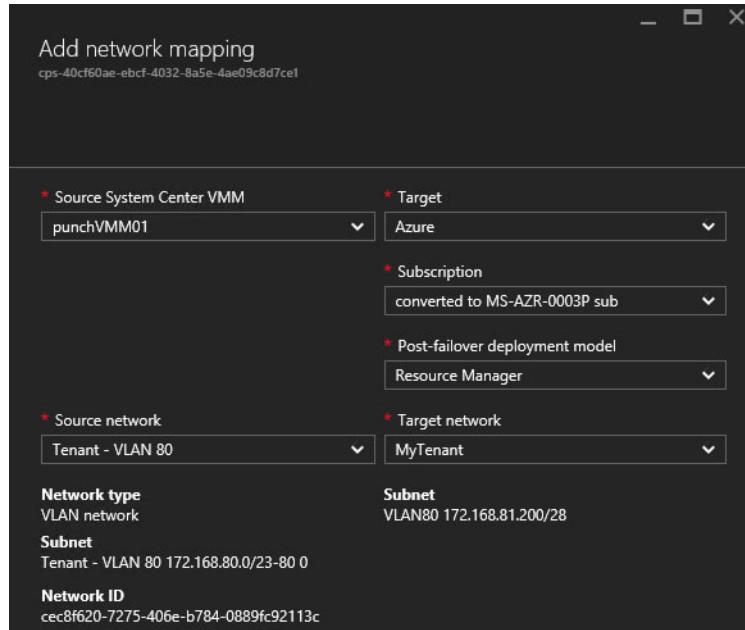 Add network mapping
cps-40cf60ae-ebcf-4032-8a5e-4ae09c8d7ce1
* Source System Center VMM
punchVMM01
* Target
Azure
* Subscription
converted to MS-AZR-0003P sub
* Post-failover deployment model
Resource Manager
* Source network
Tenant - VLAN 80
* Target network
MyTenant
Network type
VLAN network
Subnet
Tenant - VLAN 80 172.168.80.0/23-80 0
Network ID
cec8f620-7275-406e-b784-0889fc92113c
Subnet
VLAN80 172.168.81.200/28